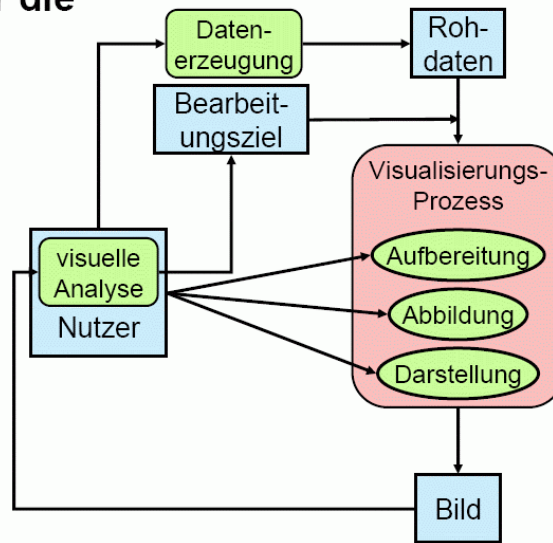 die
Daten-
erzeugung
Roh-
daten
Bearbeit-
ungsziel
Visualisierungs-
Prozess
Aufbereitung
visuelle
Analyse
Nutzer
Abbildung
Darstellung
Bild